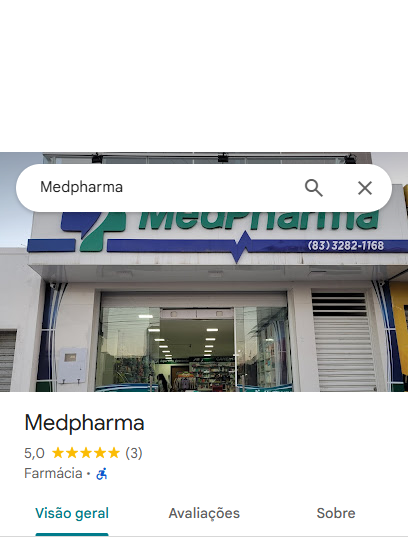 Medpharma
MedPharma
(83) 3282-1168
Medpharma
5,0 (3)
Farmácia ·
Visão geral
Avaliações
Sobre